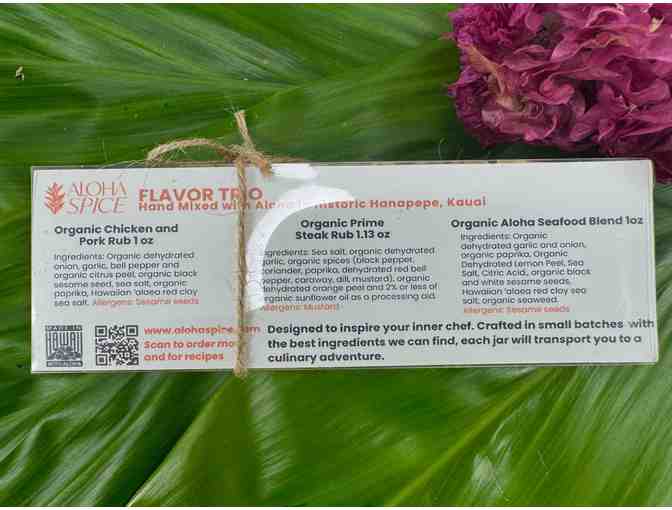 ALOHA
SPICE
FLAVOR TRIO
Hand Mixed with Aloha historic Hanapepe, Kauai
Organic Chicken and
Pork Rub 1 oz
Ingredients: Organic dehydrated
onion, garlic, bell pepper and
organic citrus peel, organic black
sesame seed, sea salt, organic
paprika, Hawaiian 'alaea red clay
sea salt. Allergens: Sesame seeds
Organic Prime
Steak Rub 1.13 oz
Ingredients: Sea salt, organic dehydrated
garlic, organic spices (black pepper,
coriander, paprika, dehydrated red bell
pepper, caraway, dill, mustard), organic
dehydrated orange peel and 2% or less of
organic sunflower oil as a processing aid.
Allergens: Mustard
Organic Aloha Seafood Blend 1oz
Ingredients: Organic
dehydrated garlic and onion,
organic paprika, Organic
Dehydrated Lemon Peel, Sea
Salt, Citric Acid, organic black
and white sesame seeds,
Hawaiian 'alaea red clay sea
salt, organic seaweed.
Allergens: Sesame seeds
MADE IN
HAWAII
WITH ALOHA
www.alohaspice.com
Scan to order more
and for recipes
Designed to inspire your inner chef. Crafted in small batches with
the best ingredients we can find, each jar will transport you to a
culinary adventure.